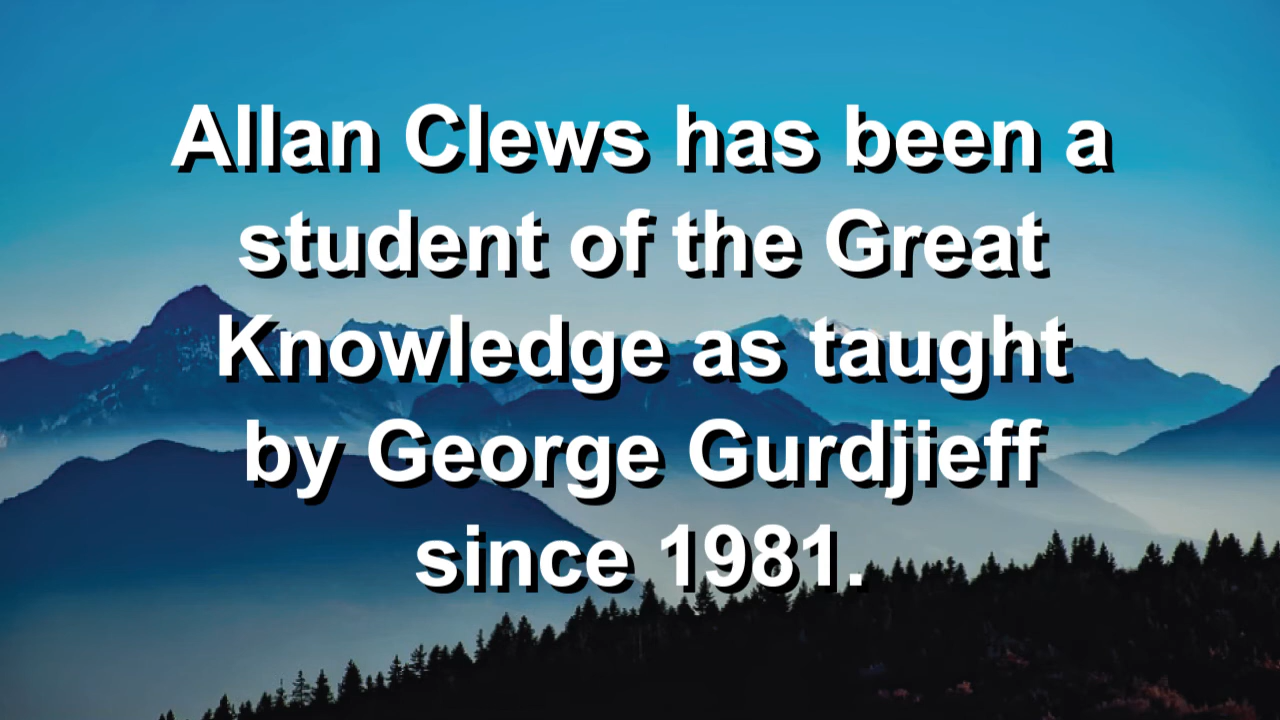 Allan Clews has been a
student of the Great
Knowledge as taught
by George Gurdjieff
since 1981.